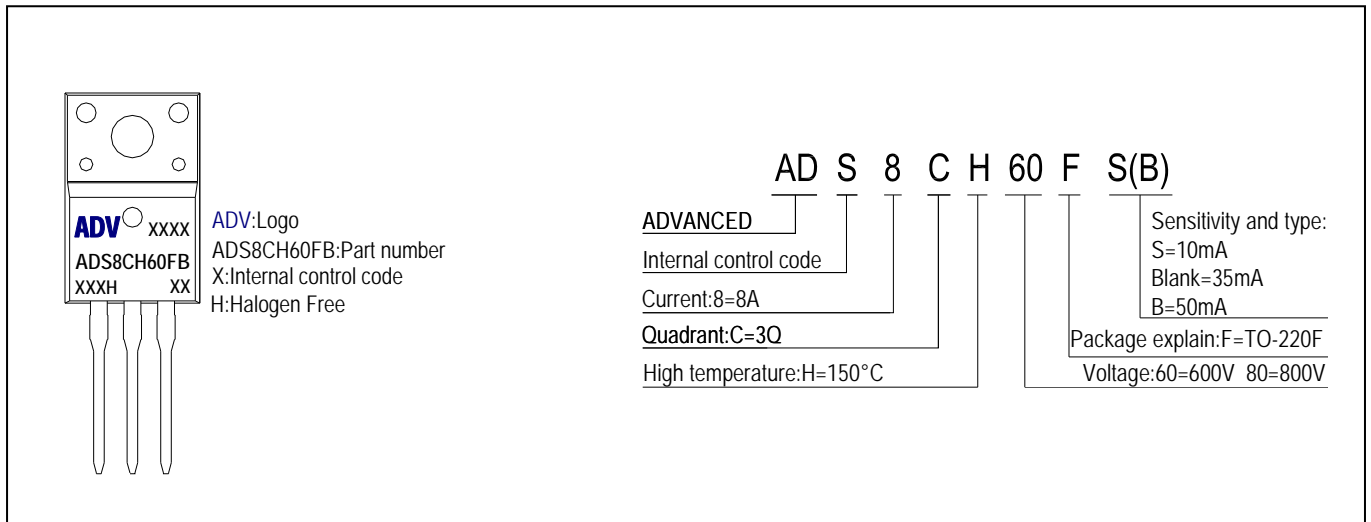 ADV XXXX
ADS8CH60FB
XXXH XX
ADV:Logo
ADS8CH60FB:Part number
X:Internal control code
H:Halogen Free
AD S 8 C H 60 F S(B)
ADVANCED
Internal control code
Current:8=8A
Quadrant:C=3Q
High temperature:H=150°C
Sensitivity and type:
S=10mA
Blank=35mA
B=50mA
Package explain:F=TO-220F
Voltage:60=600V 80=800V